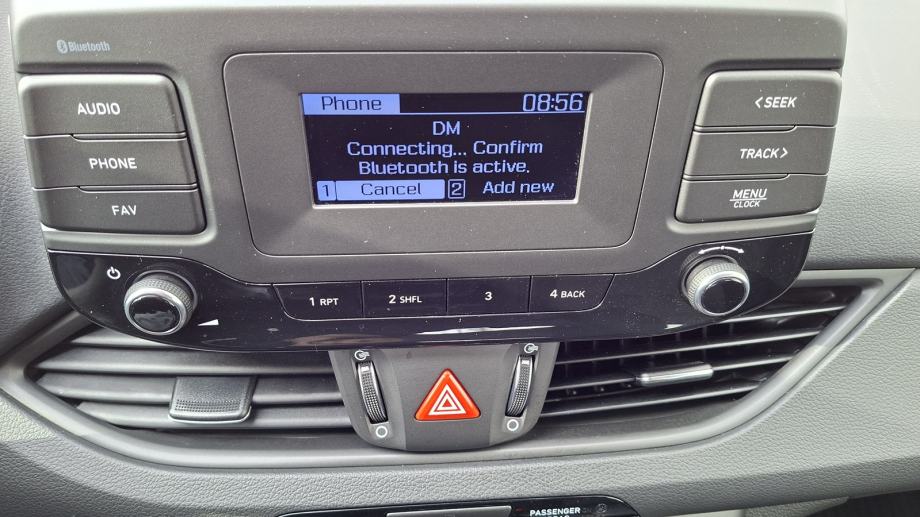 Bluetooth
AUDIO
PHONE
FAV
Phone 08:56
DM
Connecting... Confirm
Bluetooth is active.
1 Cancel 2 Add new
<SEEK
TRACK>
MENU
CLOCK
1 RPT 2 SHFL 3 4 BACK
PASSENGER